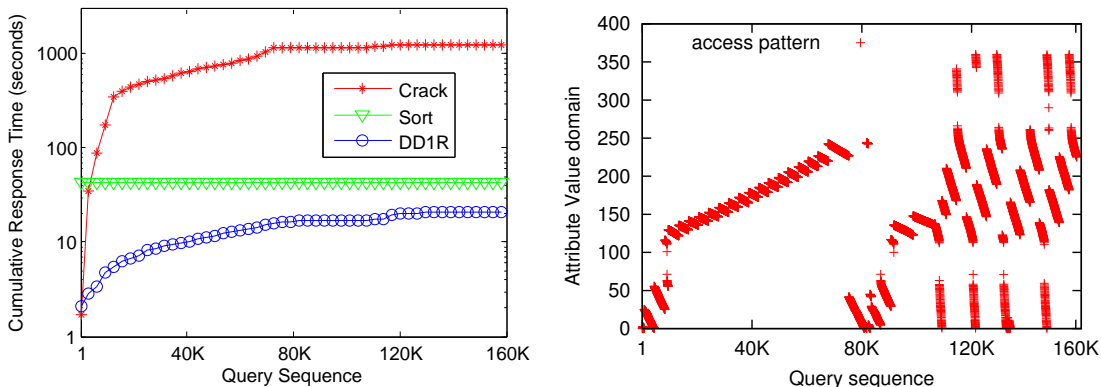 Cumulative Response Time (seconds)
1000
100
10
1
1
40K
80K
120K
160K
Query Sequence
Crack
Sort
DD1R
Attribute Value domain
400
350
300
250
200
150
100
50
0
1
40K
80K
120K
160K
Query sequence
access pattern